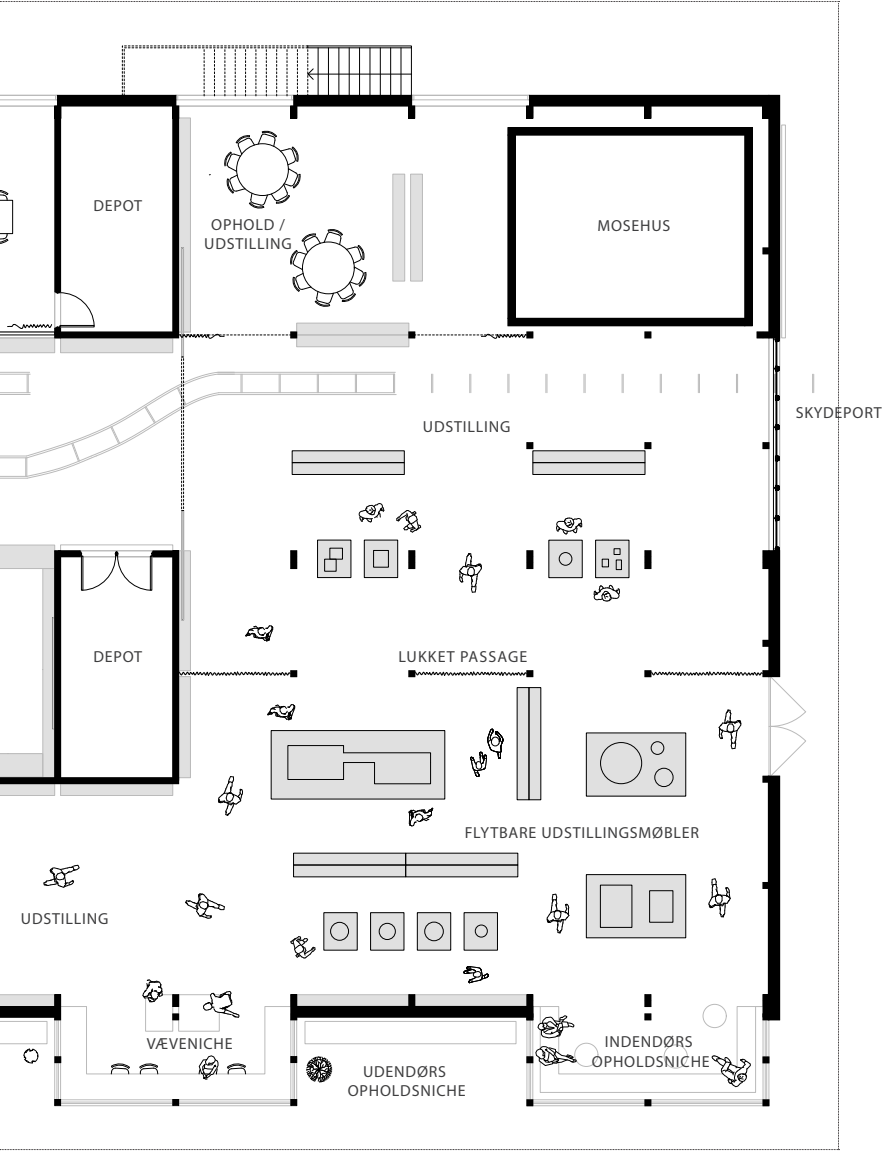 DEPOT
OPHOLD /
UDSTILLING
MOSEHUS
SKYDEPORT
UDSTILLING
DEPOT
LUKKET PASSAGE
FLYTBARE UDSTILLINGSMØBLER
UDSTILLING
VÆVENICHE
UDENDØRS
OPHOLDSNICHE
INDENDØRS
OPHOLDSNICHE